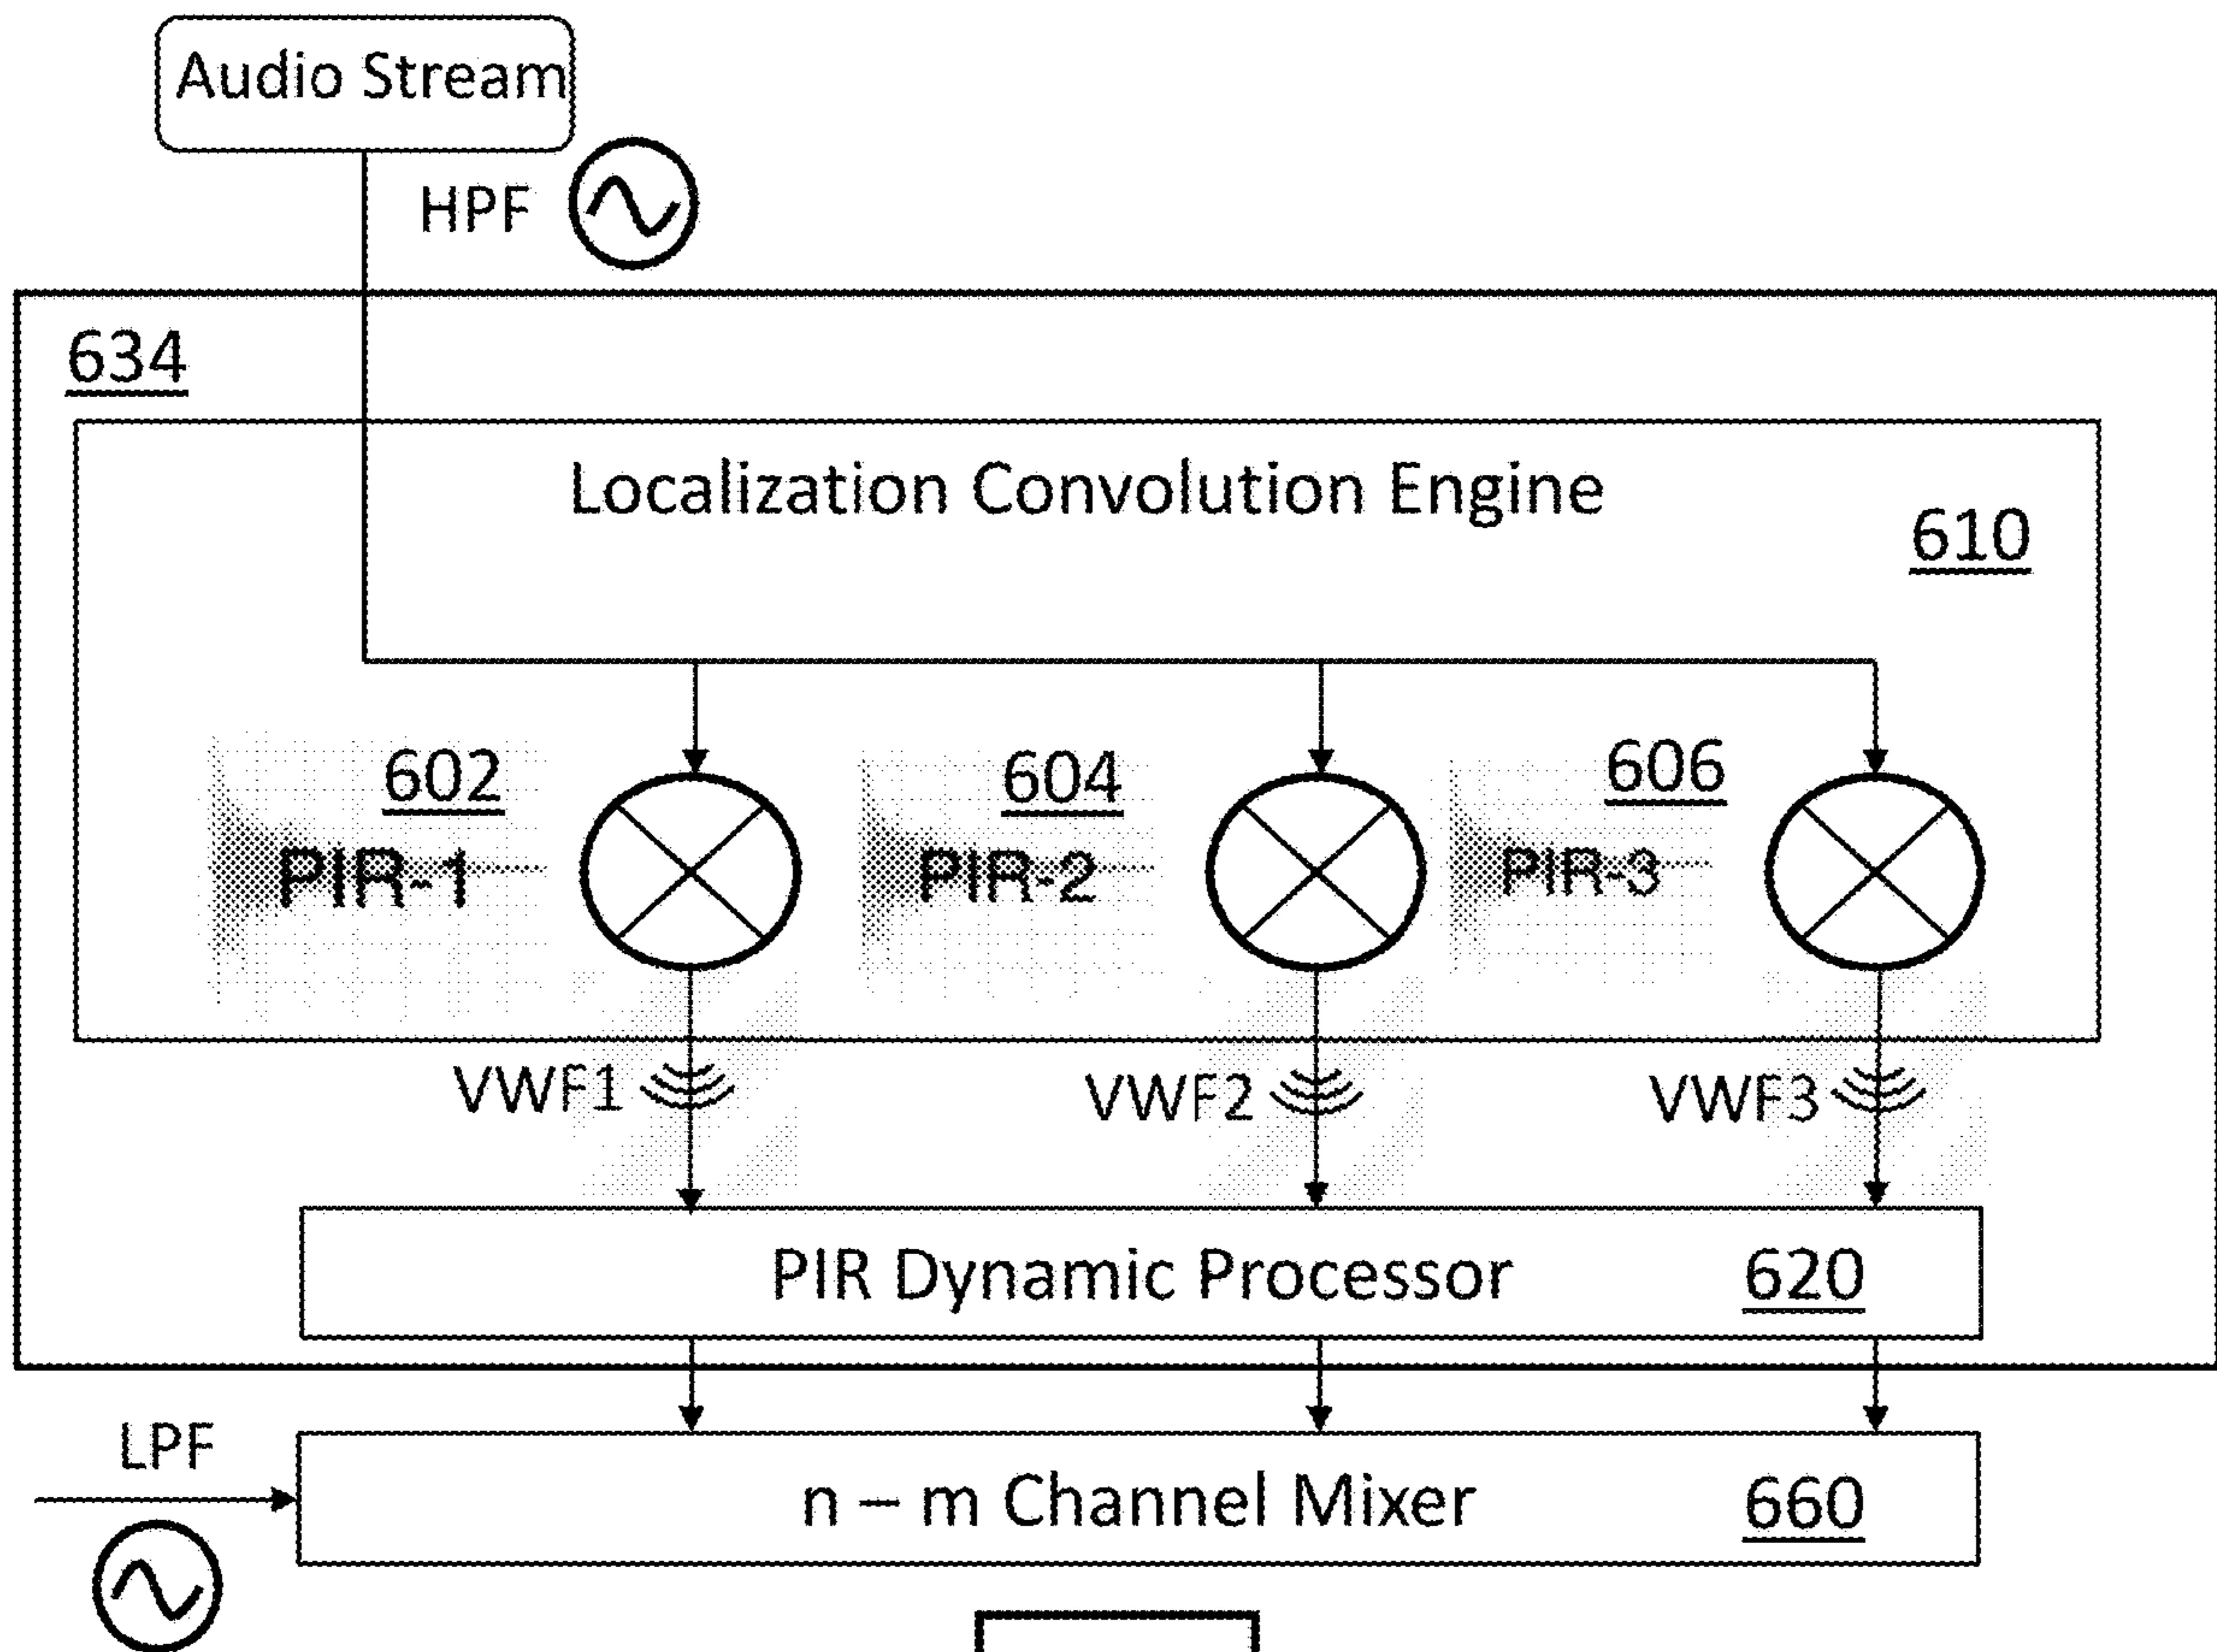 Audio Stream
HPF
634
Localization Convolution Engine
610
602
604
606
PIR-1
PIR-2
PIR-3
VWF1
VWF2
VWF3
PIR Dynamic Processor 620
LPF
n – m Channel Mixer 660